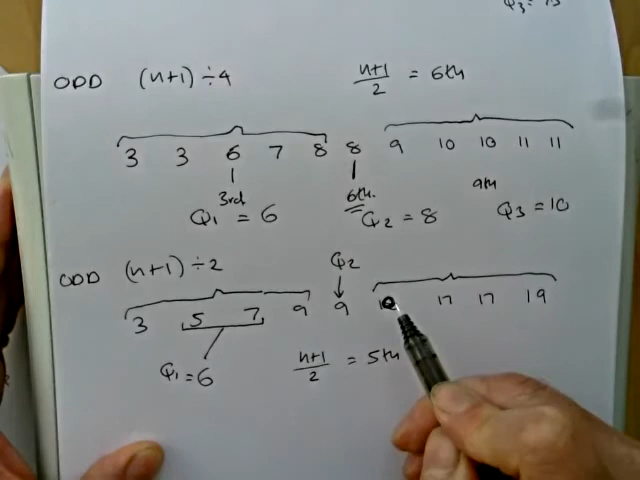 Q₃ = 13
ODD (n+1) ÷ 4 n+1/2 = 6th
3 3 6 7 8 8 9 10 10 11 11
3rd 6th 9th
Q₁ = 6 Q₂ = 8 Q₃ = 10
ODD (n+1) ÷ 2 Q₂
3 5 7 9 9 17 17 19
Q₁ = 6 n+1/2 = 5th